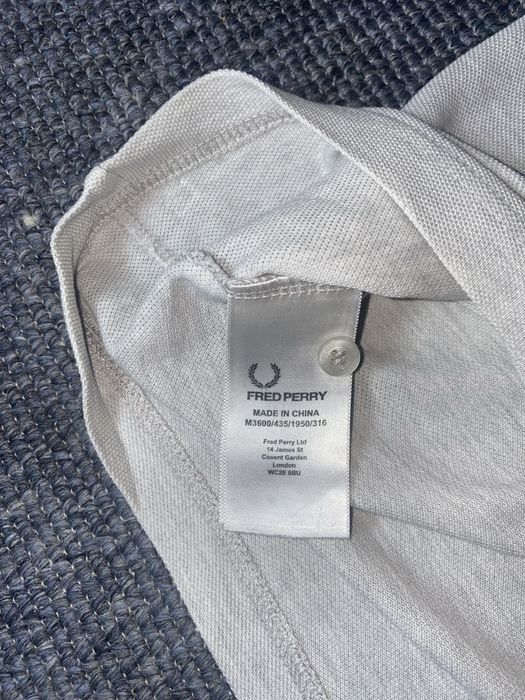 FRED PERRY
MADE IN CHINA
M3600/435/1950/316
Fred Perry Ltd
14 James St
Covent Garden
London
WC2E 8BU